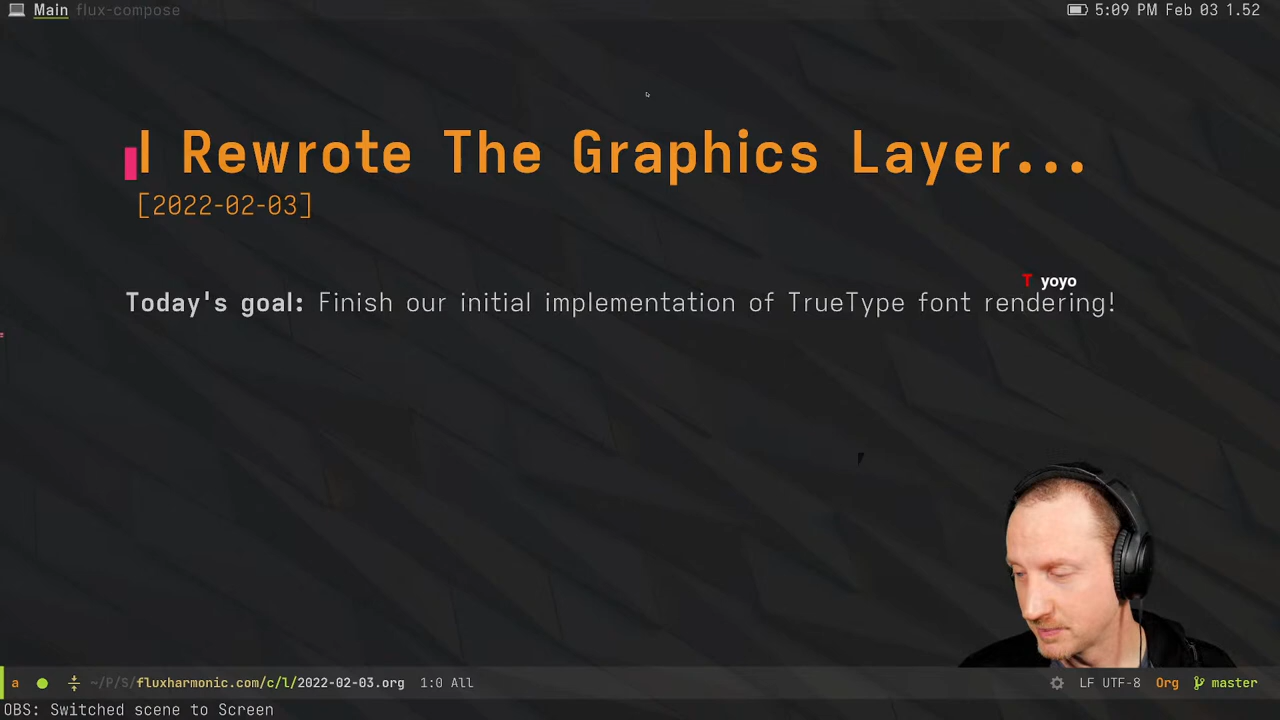 Main flux-compose 5:09 PM Feb 03 1.52
I Rewrote The Graphics Layer...
[2022-02-03]
T yoyo
Today's goal: Finish our initial implementation of TrueType font rendering!
a ~/P/S/fluxharmonic.com/c/l/2022-02-03.org 1:0 All LF UTF-8 Org master
OBS: Switched scene to Screen